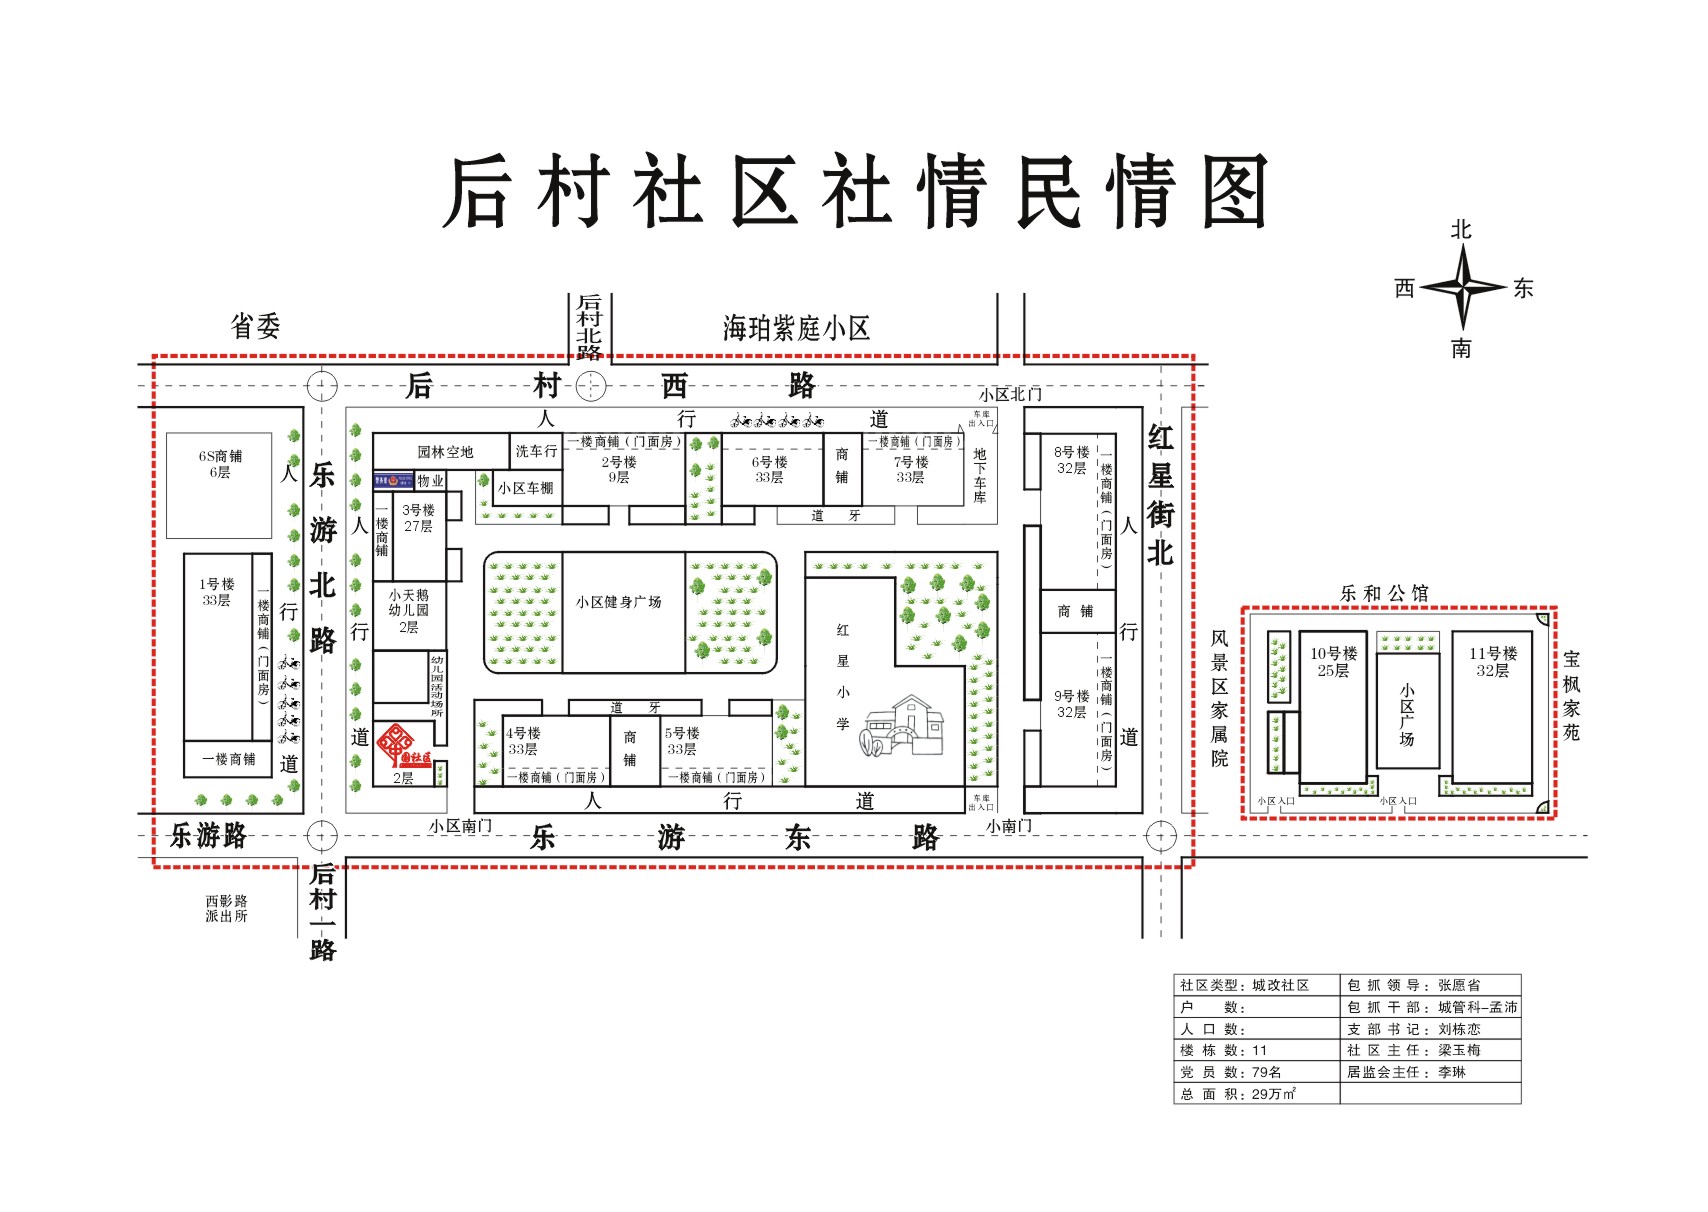 后村社区社情民情图
北
西
东
南
省委
后村北路
海珀紫庭小区
后村西路
小区北门
人行道
车库
出入口
6S商铺
6层
人行道
乐游北路
人行道
园林空地
洗车行
一楼商铺（门面房）
2号楼
9层
6号楼
33层
商铺
一楼商铺（门面房）
7号楼
33层
地下车库
物业
小区车棚
道牙
一楼商铺
3号楼
27层
8号楼
32层
一楼商铺（门面房）
人行道
红星街北
1号楼
33层
一楼商铺（门面房）
一楼商铺
小天鹅
幼儿园
2层
幼儿园活动场所
小区健身广场
红星小学
商铺
9号楼
32层
一楼商铺（门面房）
道牙
4号楼
33层
一楼商铺（门面房）
商铺
5号楼
33层
一楼商铺（门面房）
社区
2层
人行道
车库
出入口
风景区家属院
乐和公馆
10号楼
25层
小区广场
11号楼
32层
宝枫家苑
小区入口
小区入口
乐游路
小区南门
乐游东路
小南门
后村一路
西影路
派出所
社区类型：城改社区
包抓领导：张愿省
户数：
包抓干部：城管科-孟沛
人口数：
支部书记：刘栋恋
楼栋数：11
社区主任：梁玉梅
党员数：79名
居监会主任：李琳
总面积：29万㎡